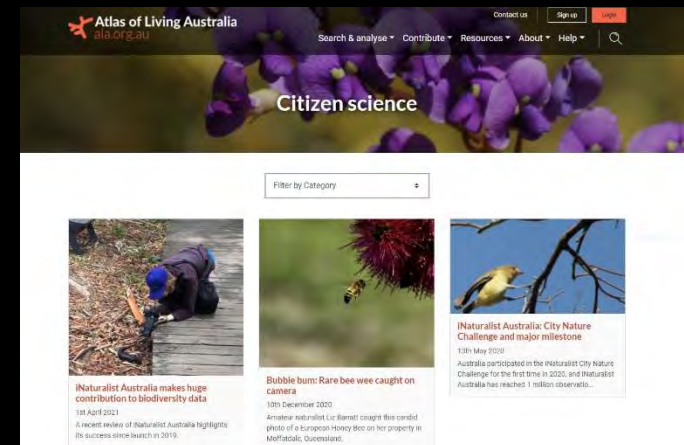 Atlas of Living Australia
ala.org.au
Contact us
Sign up
Login
Search & analyse
Contribute
Resources
About
Help
Citizen science
Filter by Category
iNaturalist Australia makes huge
contribution to biodiversity data
1st April 2021
A recent review of iNaturalist Australia highlights
its success since launch in 2019.
Bubble bum: Rare bee wee caught on
camera
10th December 2020
Amateur naturalist Liz Barratt caught this candid
photo of a European Honey Bee on her property in
Moffatdale, Queensland.
iNaturalist Australia: City Nature
Challenge and major milestone
13th May 2020
Australia participated in the iNaturalist City Nature
Challenge for the first time in 2020, and iNaturalist
Australia has reached 1 million observatio...